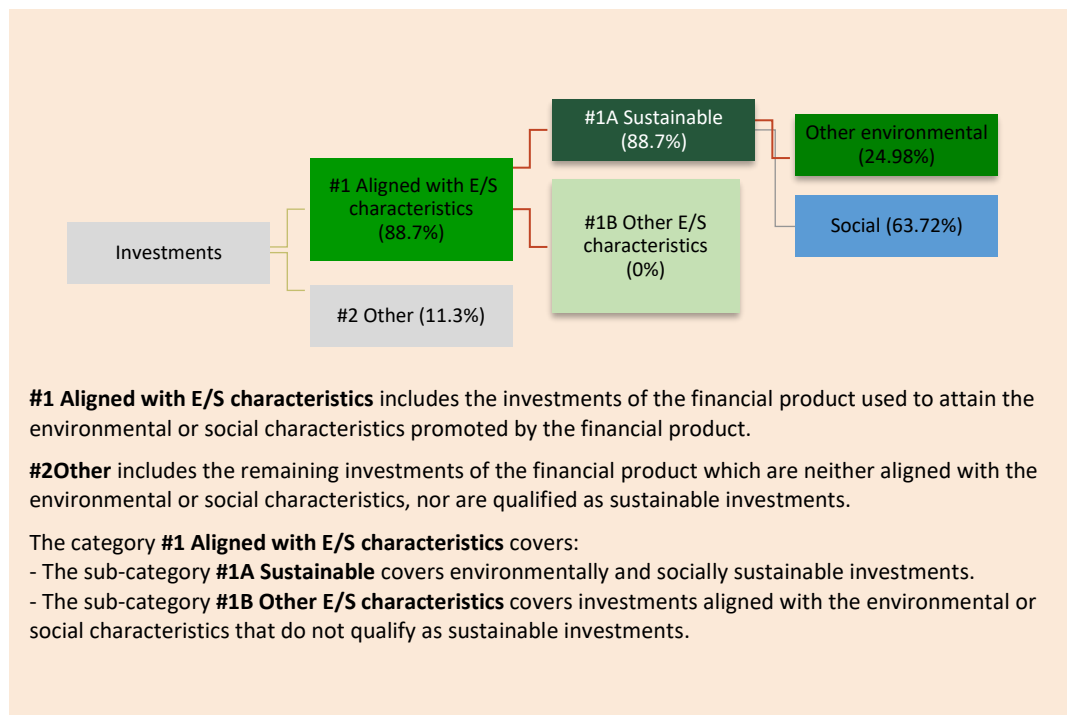 #1A Sustainable
(88.7%)
Other environmental
(24.98%)
#1 Aligned with E/S
characteristics
(88.7%)
#1B Other E/S
characteristics
(0%)
Social (63.72%)
Investments
#2 Other (11.3%)
#1 Aligned with E/S characteristics includes the investments of the financial product used to attain the
environmental or social characteristics promoted by the financial product.
#2Other includes the remaining investments of the financial product which are neither aligned with the
environmental or social characteristics, nor are qualified as sustainable investments.
The category #1 Aligned with E/S characteristics covers:
- The sub-category #1A Sustainable covers environmentally and socially sustainable investments.
- The sub-category #1B Other E/S characteristics covers investments aligned with the environmental or
social characteristics that do not qualify as sustainable investments.